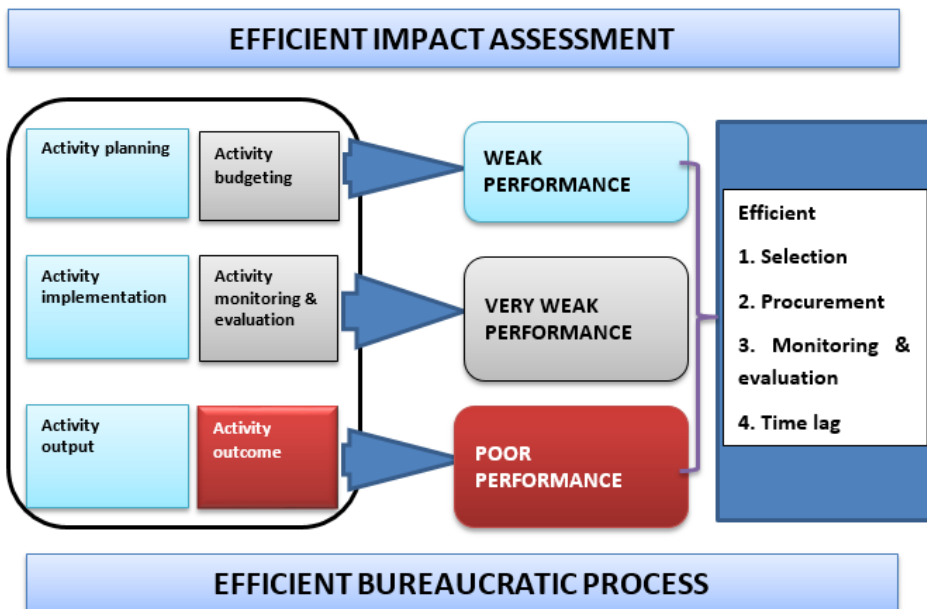 EFFICIENT IMPACT ASSESSMENT
Activity planning
Activity
budgeting
WEAK
PERFORMANCE
Activity
implementation
Activity
monitoring &
evaluation
VERY WEAK
PERFORMANCE
Activity
output
Activity
outcome
POOR
PERFORMANCE
Efficient
1. Selection
2. Procurement
3. Monitoring &
evaluation
4. Time lag
EFFICIENT BUREAUCRATIC PROCESS